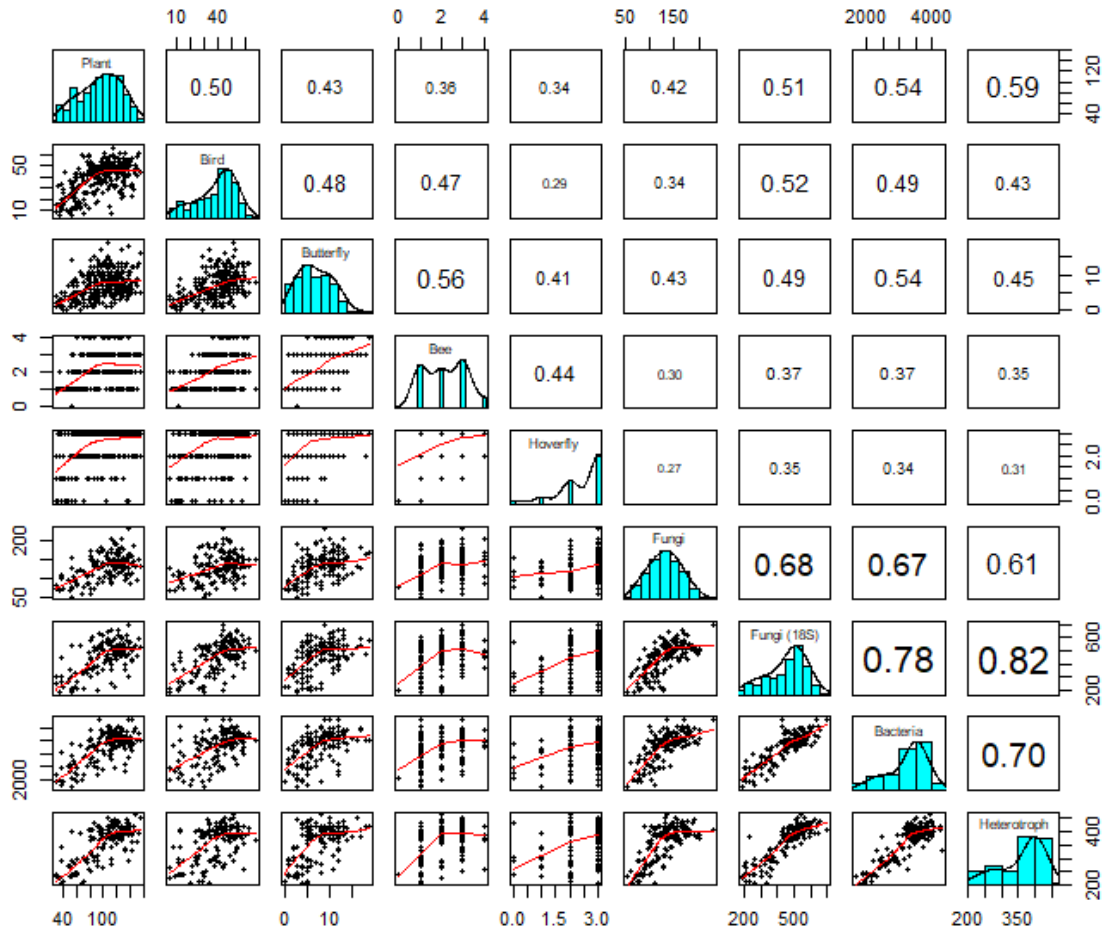 10 40 0 2 4 50 150 2000 4000
Plant 0.50 0.43 0.36 0.34 0.42 0.51 0.54 0.59 40 120
10 50 Bird 0.48 0.47 0.29 0.34 0.52 0.49 0.43
Butterfly 0.56 0.41 0.43 0.49 0.54 0.45 0 10
0 2 4 Bee 0.44 0.30 0.37 0.37 0.35
Hoverfly 0.27 0.35 0.34 0.31 0.0 2.0
50 200 Fungi 0.68 0.67 0.61
Fungi (18S) 0.78 0.82 200 600
2000 Bacteria 0.70
Heterotroph 200 400
40 100 0 10 0.0 1.5 3.0 200 500 200 350